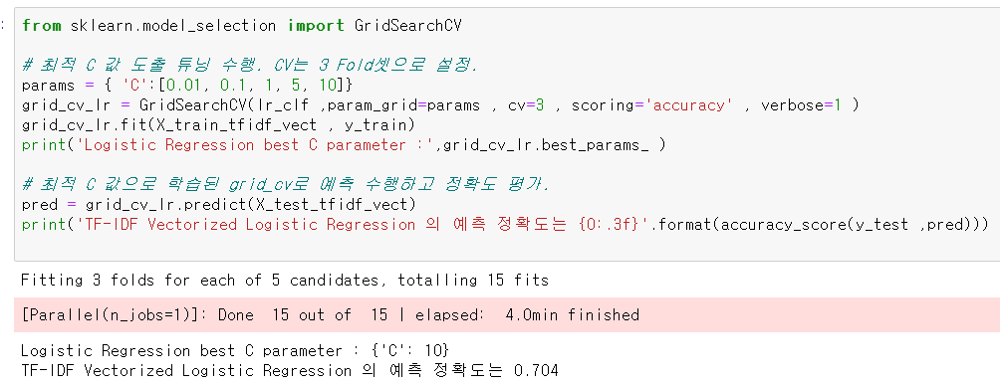 from sklearn.model_selection import GridSearchCV
# 최적 C 값 도출 튜닝 수행. CV는 3 Fold셋으로 설정.
params = { 'C':[0.01, 0.1, 1, 5, 10]}
grid_cv_lr = GridSearchCV(lr_clf ,param_grid=params , cv=3 , scoring='accuracy' , verbose=1 )
grid_cv_lr.fit(X_train_tfidf_vect , y_train)
print('Logistic Regression best C parameter :',grid_cv_lr.best_params_ )
# 최적 C 값으로 학습된 grid_cv로 예측 수행하고 정확도 평가.
pred = grid_cv_lr.predict(X_test_tfidf_vect)
print('TF-IDF Vectorized Logistic Regression 의 예측 정확도는 {0:.3f}'.format(accuracy_score(y_test ,pred)))
Fitting 3 folds for each of 5 candidates, totalling 15 fits
[Parallel(n_jobs=1)]: Done  15 out of  15 | elapsed:  4.0min finished
Logistic Regression best C parameter : {'C': 10}
TF-IDF Vectorized Logistic Regression 의 예측 정확도는 0.704